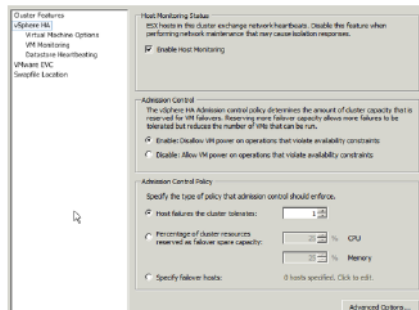 Cluster Features
vSphere HA
Virtual Machine Options
VM Monitoring
Datastore Heartbeating
VMware EVC
Swapfile Location
Host Monitoring Status
ESX hosts in this cluster exchange network heartbeats. Disable this feature when
performing network maintenance that may cause isolation responses.
Enable Host Monitoring
Admission Control
The vSphere HA Admission control policy determines the amount of cluster capacity that is
reserved for VM failovers. Reserving more failover capacity allows more failures to be
tolerated but reduces the number of VMs that can be run.
Enable: Disallow VM power on operations that violate availability constraints
Disable: Allow VM power on operations that violate availability constraints
Admission Control Policy
Specify the type of policy that admission control should enforce.
Host failures the cluster tolerates: 1
Percentage of cluster resources
reserved as failover spare capacity: 25 % CPU
25 % Memory
Specify failover hosts: 0 hosts specified. Click to edit.
Advanced Options...